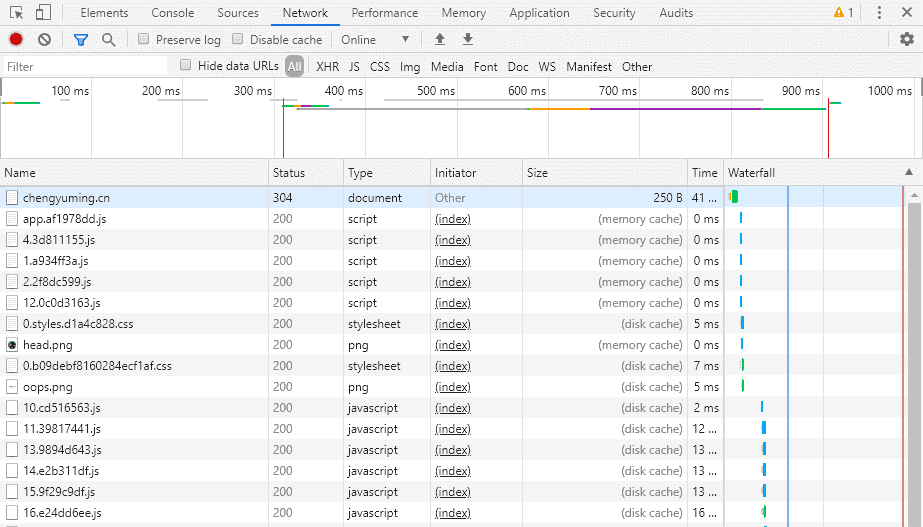 Elements Console Sources Network Performance Memory Application Security Audits 1
Preserve log Disable cache Online
Filter Hide data URLs All XHR JS CSS Img Media Font Doc WS Manifest Other
100 ms 200 ms 300 ms 400 ms 500 ms 600 ms 700 ms 800 ms 900 ms 1000 ms
Name Status Type Initiator Size Time Waterfall
chengyuming.cn 304 document Other 250 B 41 ...
app.af1978dd.js 200 script (index) (memory cache) 0 ms
4.3d811155.js 200 script (index) (memory cache) 0 ms
1.a934ff3a.js 200 script (index) (memory cache) 0 ms
2.2f8dc599.js 200 script (index) (memory cache) 0 ms
12.0c0d3163.js 200 script (index) (memory cache) 0 ms
0.styles.d1a4c828.css 200 stylesheet (index) (disk cache) 5 ms
head.png 200 png (index) (memory cache) 0 ms
0.b09debf8160284ecf1af.css 200 stylesheet (index) (disk cache) 7 ms
oops.png 200 png (index) (disk cache) 5 ms
10.cd516563.js 200 javascript (index) (disk cache) 2 ms
11.39817441.js 200 javascript (index) (disk cache) 12 ...
13.9894d643.js 200 javascript (index) (disk cache) 13 ...
14.e2b311df.js 200 javascript (index) (disk cache) 13 ...
15.9f29c9df.js 200 javascript (index) (disk cache) 13 ...
16.e24dd6ee.js 200 javascript (index) (disk cache) 16 ...